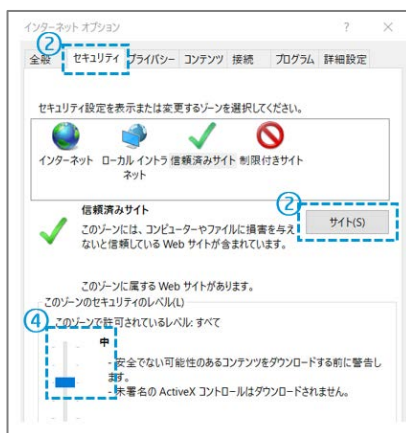 インターネット オプション
?
×
②
全般
セキュリティ
プライバシー
コンテンツ
接続
プログラム
詳細設定
セキュリティ設定を表示または変更するゾーンを選択してください。
インターネット
ローカル イントラ
ネット
信頼済みサイト
制限付きサイト
信頼済みサイト
②
サイト(S)
このゾーンには、コンピューターやファイルに損害を与え
ないと信頼している Web サイトが含まれています。
このゾーンに属する Web サイトがあります。
このゾーンのセキュリティのレベル(L)
④
このゾーンで許可されているレベル: すべて
中
- 安全でない可能性のあるコンテンツをダウンロードする前に警告し
ます。
- 未署名の ActiveX コントロールはダウンロードされません。